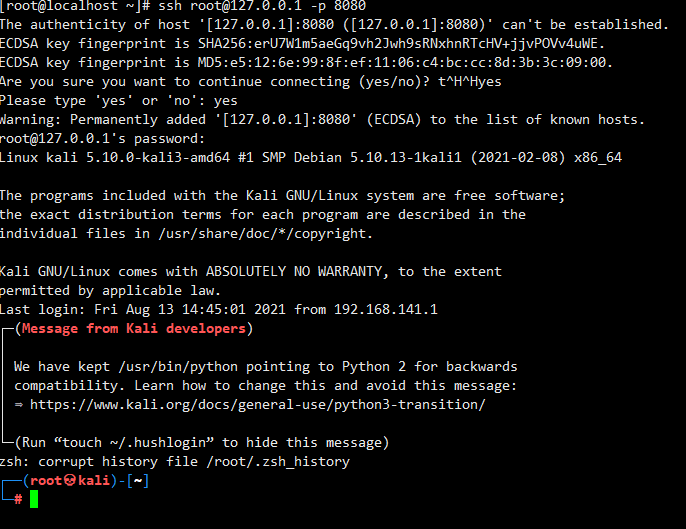 [root@localhost ~]# ssh root@127.0.0.1 -p 8080
The authenticity of host '[127.0.0.1]:8080 ([127.0.0.1]:8080)' can't be established.
ECDSA key fingerprint is SHA256:erU7W1m5aeGq9vh2Jwh9sRNxhnRTcHV+jjvPOVv4uWE.
ECDSA key fingerprint is MD5:e5:12:6e:99:8f:ef:11:06:c4:bc:cc:8d:3b:3c:09:00.
Are you sure you want to continue connecting (yes/no)? t^H^Hyes
Please type 'yes' or 'no': yes
Warning: Permanently added '[127.0.0.1]:8080' (ECDSA) to the list of known hosts.
root@127.0.0.1's password:
Linux kali 5.10.0-kali3-amd64 #1 SMP Debian 5.10.13-1kali1 (2021-02-08) x86_64
The programs included with the Kali GNU/Linux system are free software;
the exact distribution terms for each program are described in the
individual files in /usr/share/doc/*/copyright.
Kali GNU/Linux comes with ABSOLUTELY NO WARRANTY, to the extent
permitted by applicable law.
Last login: Fri Aug 13 14:45:01 2021 from 192.168.141.1
┌─(Message from Kali developers)
│ We have kept /usr/bin/python pointing to Python 2 for backwards
│ compatibility. Learn how to change this and avoid this message:
│ ⇒ https://www.kali.org/docs/general-use/python3-transition/
└─(Run “touch ~/.hushlogin” to hide this message)
zsh: corrupt history file /root/.zsh_history
┌──(root💀kali)-[~]
└─#